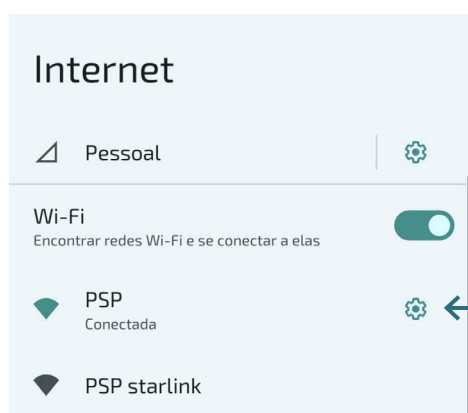 Internet
Pessoal
Wi-Fi
Encontrar redes Wi-Fi e se conectar a elas
PSP
Conectada
PSP starlink